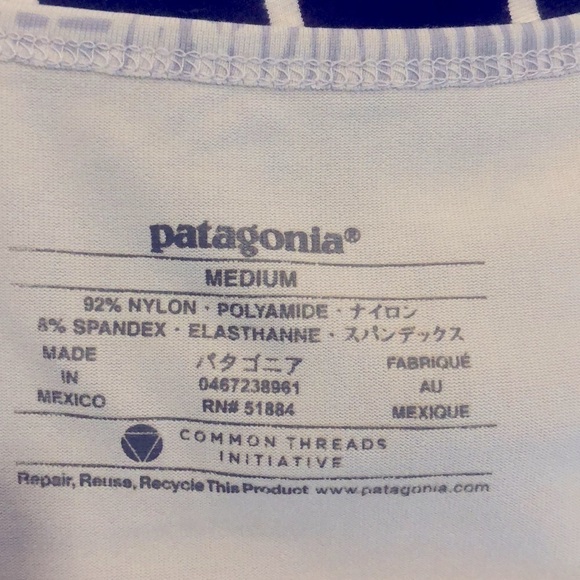 patagonia®
MEDIUM
92% NYLON · POLYAMIDE · ナイロン
8% SPANDEX · ELASTHANNE · スパンデックス
MADE IN MEXICO
パタゴニア
0467238961
RN# 51884
FABRIQUÉ AU MEXIQUE
COMMON THREADS
INITIATIVE
Repair, Reuse, Recycle This Product www.patagonia.com